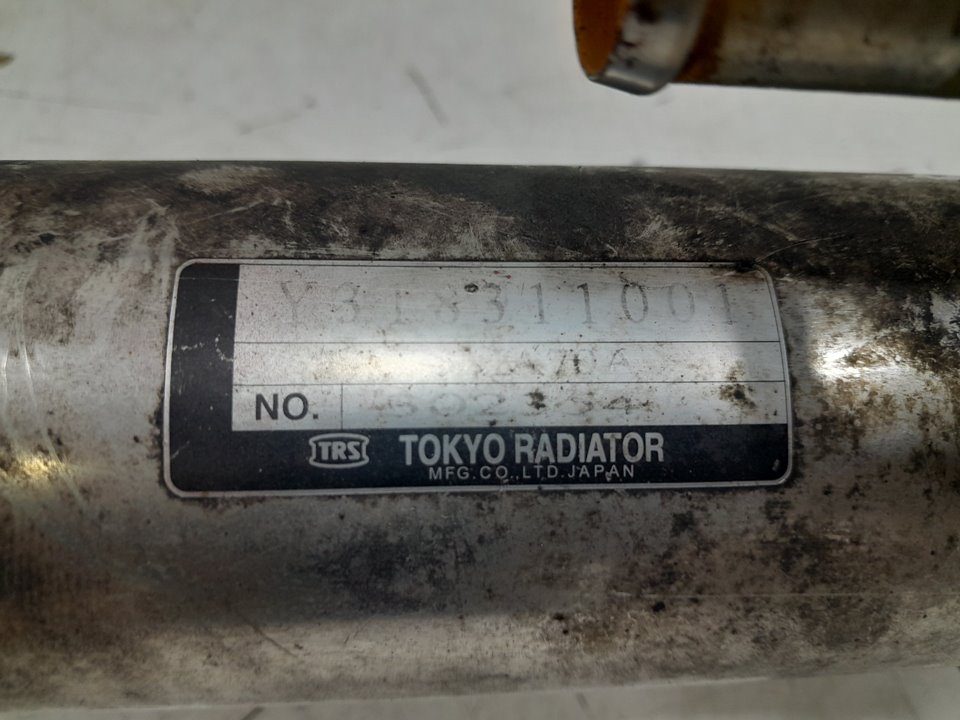 Y318311001
NO.
TRS TOKYO RADIATOR
MFG.CO.,LTD.JAPAN